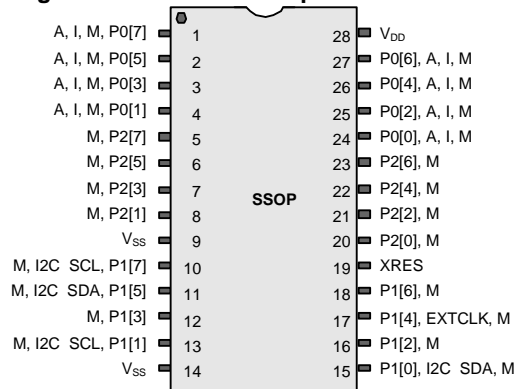 A, I, M, P0[7] 1 28 VDD
A, I, M, P0[5] 2 27 P0[6], A, I, M
A, I, M, P0[3] 3 26 P0[4], A, I, M
A, I, M, P0[1] 4 25 P0[2], A, I, M
M, P2[7] 5 24 P0[0], A, I, M
M, P2[5] 6 23 P2[6], M
M, P2[3] 7 SSOP 22 P2[4], M
M, P2[1] 8 21 P2[2], M
VSS 9 20 P2[0], M
M, I2C SCL, P1[7] 10 19 XRES
M, I2C SDA, P1[5] 11 18 P1[6], M
M, P1[3] 12 17 P1[4], EXTCLK, M
M, I2C SCL, P1[1] 13 16 P1[2], M
VSS 14 15 P1[0], I2C SDA, M